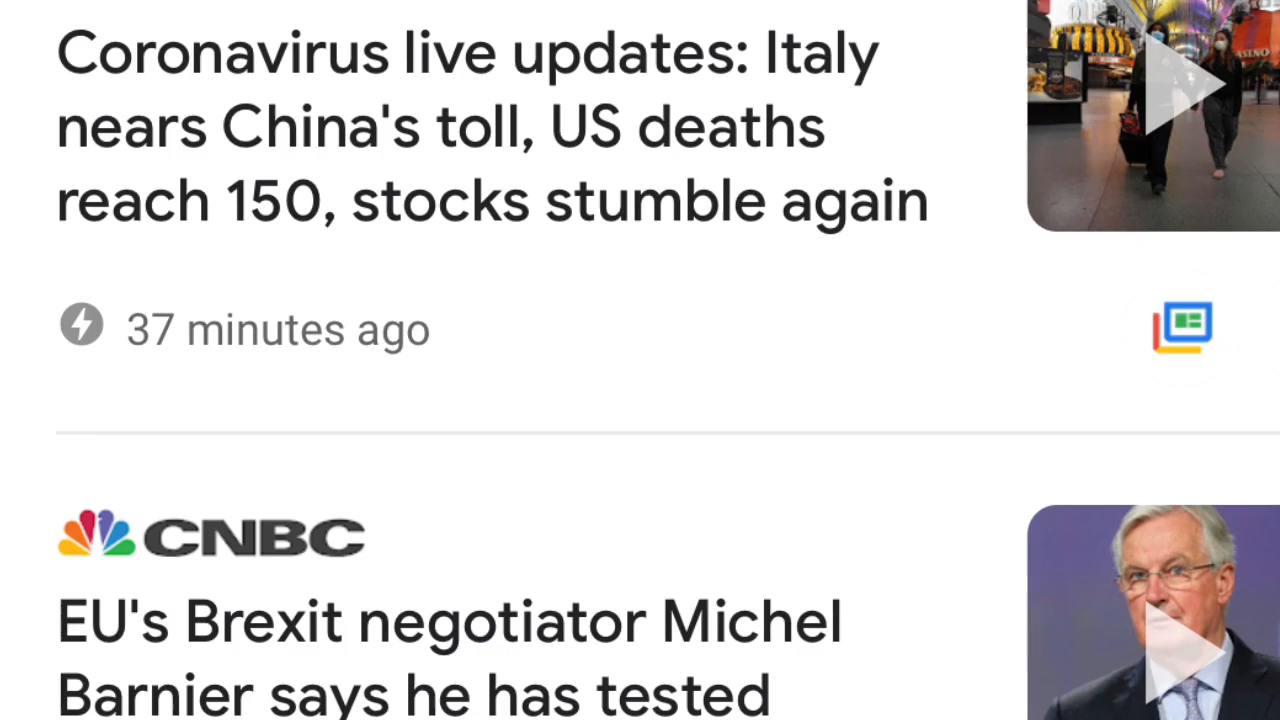 Coronavirus live updates: Italy
nears China's toll, US deaths
reach 150, stocks stumble again
37 minutes ago
CNBC
EU's Brexit negotiator Michel
Barnier says he has tested